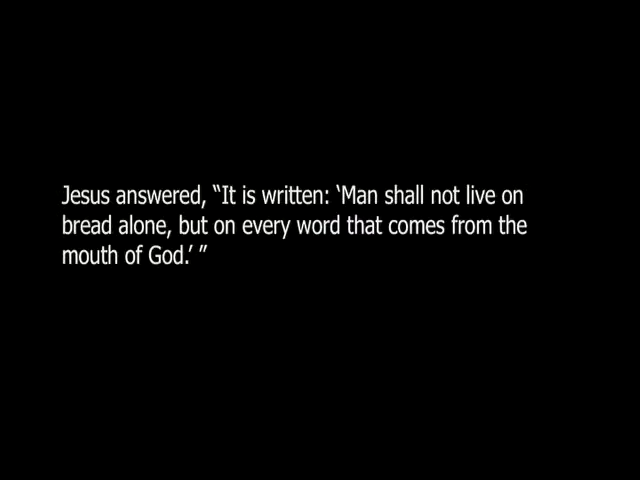 Jesus answered, “It is written: ‘Man shall not live on
bread alone, but on every word that comes from the
mouth of God.’ ”